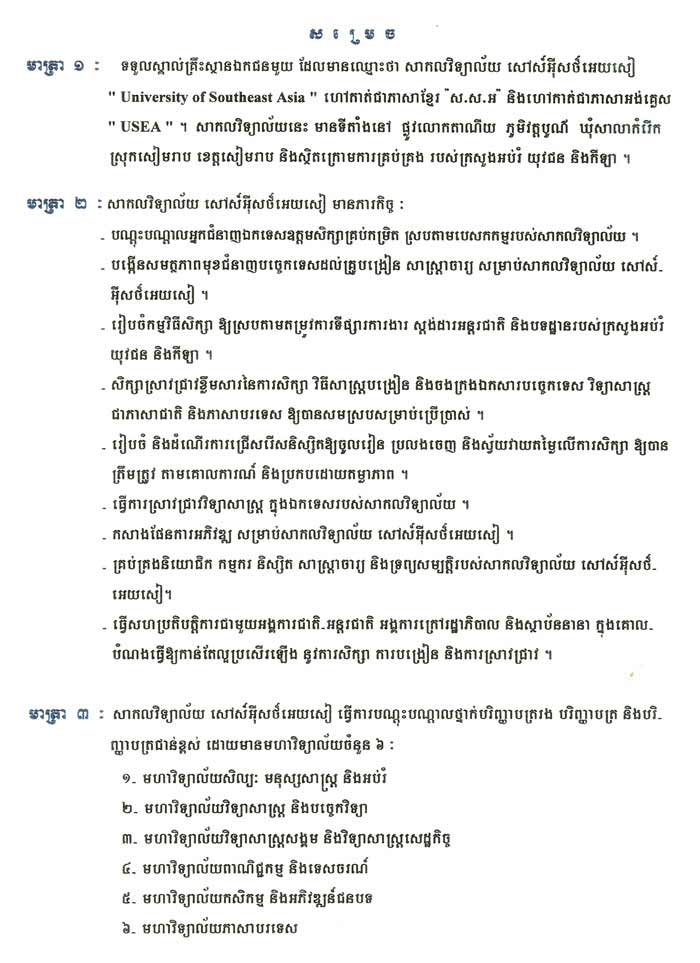 សម្រេច
មាត្រា ១ : ទទួលស្គាល់គ្រឹះស្ថានឯកជនមួយ ដែលមានឈ្មោះថា សាកលវិទ្យាល័យ សៅស៍អ៊ីសថ៍អេយសៀ
" University of Southeast Asia " ហៅកាត់ជាភាសាខ្មែរ "ស.ស.អ" និងហៅកាត់ជាភាសាអង់គ្លេស
" USEA " ។ សាកលវិទ្យាល័យនេះ មានទីតាំងនៅ ផ្លូវលោកតាណឺយ ភូមិវត្តបូណ៌ ឃុំសាលាកំរើក
ស្រុកសៀមរាប ខេត្តសៀមរាប និងស្ថិតក្រោមការគ្រប់គ្រង របស់ក្រសួងអប់រំ យុវជន និងកីឡា ។
មាត្រា ២ : សាកលវិទ្យាល័យ សៅស៍អ៊ីសថ៍អេយសៀ មានភារកិច្ច :
- បណ្តុះបណ្តាលអ្នកជំនាញឯកទេសឧត្តមសិក្សាគ្រប់កម្រិត ស្របតាមបេសកកម្មរបស់សាកលវិទ្យាល័យ ។
- បង្កើនសមត្ថភាពមុខជំនាញបច្ចេកទេសដល់គ្រូបង្រៀន សាស្ត្រាចារ្យ សម្រាប់សាកលវិទ្យាល័យ សៅស៍-
អ៊ីសថ៍អេយសៀ ។
- រៀបចំកម្មវិធីសិក្សា ឱ្យស្របតាមតម្រូវការទីផ្សារការងារ ស្តង់ដារអន្តរជាតិ និងបទដ្ឋានរបស់ក្រសួងអប់រំ
យុវជន និងកីឡា ។
- សិក្សាស្រាវជ្រាវខ្លឹមសារនៃការសិក្សា វិធីសាស្ត្របង្រៀន និងចងក្រងឯកសារបច្ចេកទេស វិទ្យាសាស្ត្រ
ជាភាសាជាតិ និងភាសាបរទេស ឱ្យបានសមស្របសម្រាប់ប្រើប្រាស់ ។
- រៀបចំ និងដំណើរការជ្រើសរើសនិស្សិតឱ្យចូលរៀន ប្រលងចេញ និងស្វ័យវាយតម្លៃលើការសិក្សា ឱ្យបាន
ត្រឹមត្រូវ តាមគោលការណ៍ និងប្រកបដោយតម្លាភាព ។
- ធ្វើការស្រាវជ្រាវវិទ្យាសាស្ត្រ ក្នុងឯកទេសរបស់សាកលវិទ្យាល័យ ។
- កសាងផែនការអភិវឌ្ឍ សម្រាប់សាកលវិទ្យាល័យ សៅស៍អ៊ីសថ៍អេយសៀ ។
- គ្រប់គ្រងនិយោជិក កម្មករ និស្សិត សាស្ត្រាចារ្យ និងទ្រព្យសម្បត្តិរបស់សាកលវិទ្យាល័យ សៅស៍អ៊ីសថ៍-
អេយសៀ។
- ធ្វើសហប្រតិបត្តិការជាមួយអង្គការជាតិ-អន្តរជាតិ អង្គការក្រៅរដ្ឋាភិបាល និងស្ថាប័ននានា ក្នុងគោល-
បំណងធ្វើឱ្យកាន់តែល្អប្រសើរឡើង នូវការសិក្សា ការបង្រៀន និងការស្រាវជ្រាវ ។
មាត្រា ៣ : សាកលវិទ្យាល័យ សៅស៍អ៊ីសថ៍អេយសៀ ធ្វើការបណ្តុះបណ្តាលថ្នាក់បរិញ្ញាបត្ររង បរិញ្ញាបត្រ និងបរិ-
ញ្ញាបត្រជាន់ខ្ពស់ ដោយមានមហាវិទ្យាល័យចំនួន ៦ :
១- មហាវិទ្យាល័យសិល្បៈ មនុស្សសាស្ត្រ និងអប់រំ
២- មហាវិទ្យាល័យវិទ្យាសាស្ត្រ និងបច្ចេកវិទ្យា
៣- មហាវិទ្យាល័យវិទ្យាសាស្ត្រសង្គម និងវិទ្យាសាស្ត្រសេដ្ឋកិច្ច
៤- មហាវិទ្យាល័យពាណិជ្ជកម្ម និងទេសចរណ៍
៥- មហាវិទ្យាល័យកសិកម្ម និងអភិវឌ្ឍន៍ជនបទ
៦- មហាវិទ្យាល័យភាសាបរទេស